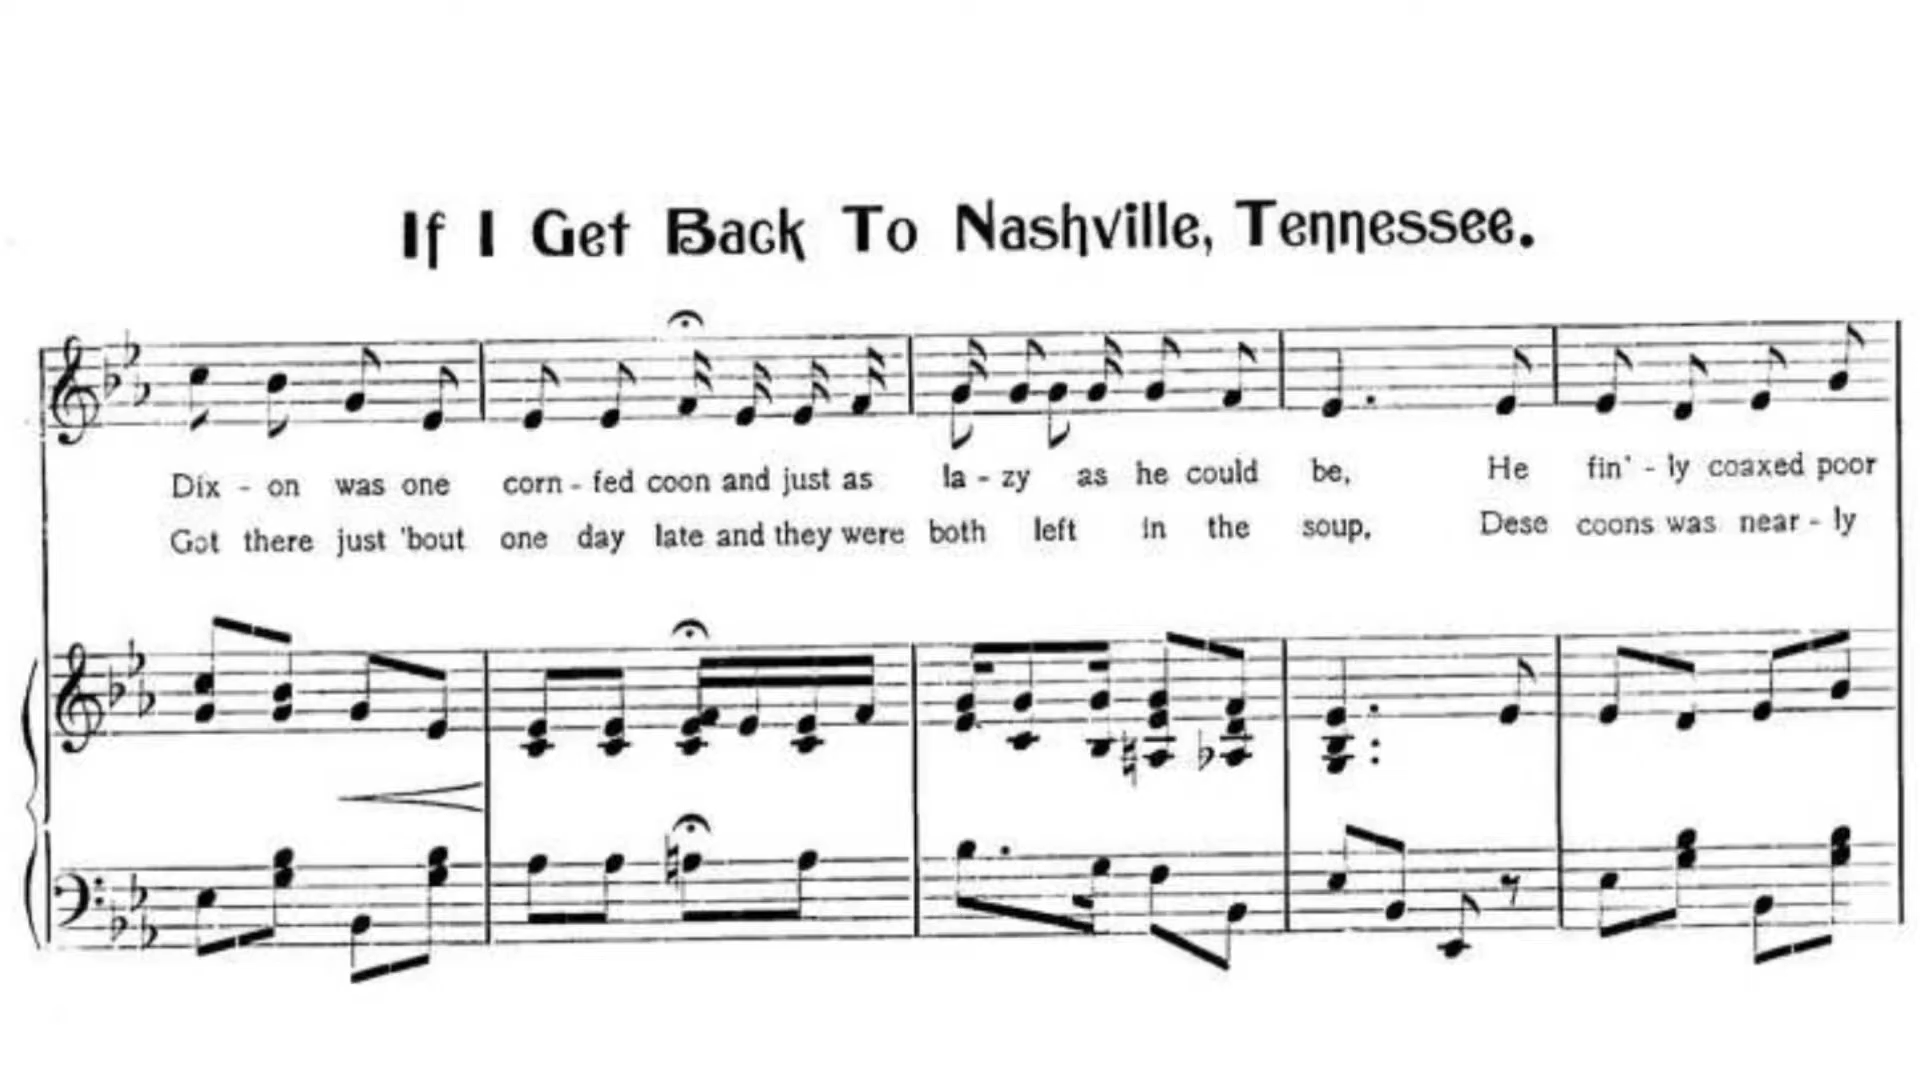 If I Get Back To Nashville, Tennessee.
Dix - on was one corn - fed coon and just as la - zy as he could be, He fin' - ly coaxed poor
Got there just 'bout one day late and they were both left in the soup, Dese coons was near - ly